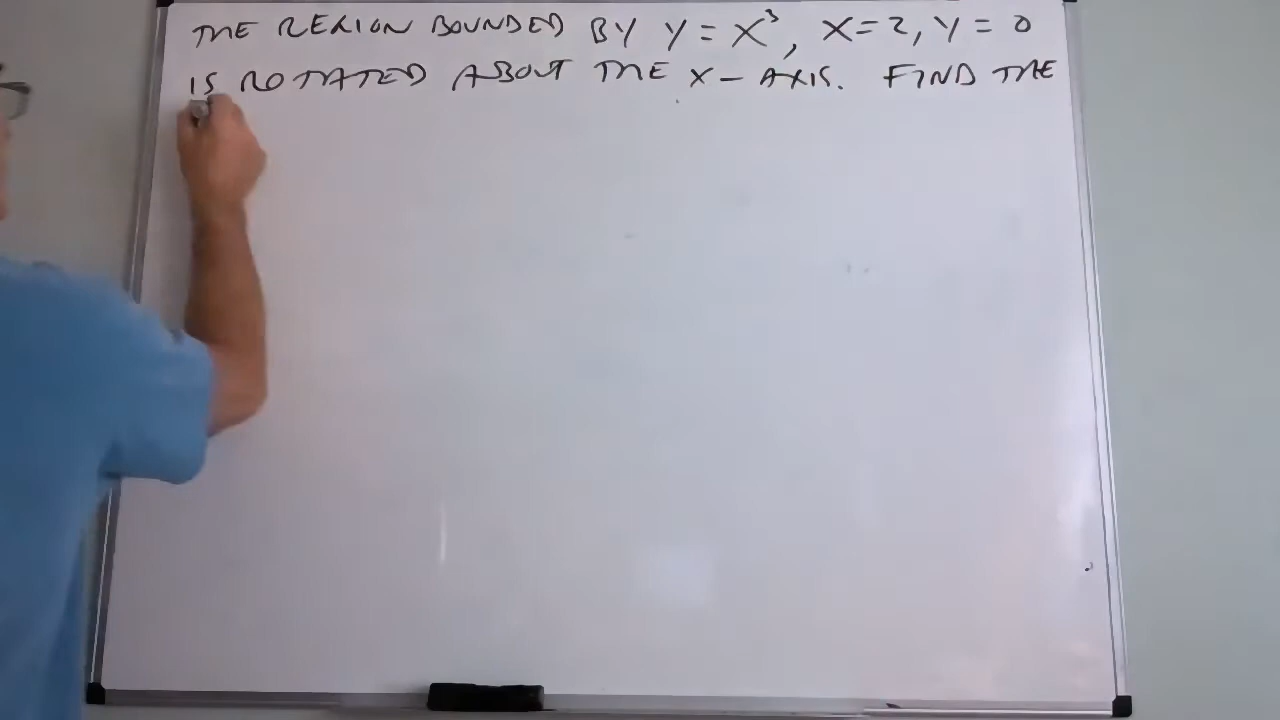 THE REGION BOUNDED BY Y = X³, X=2, Y = 0
IS ROTATED ABOUT THE X-AXIS. FIND THE